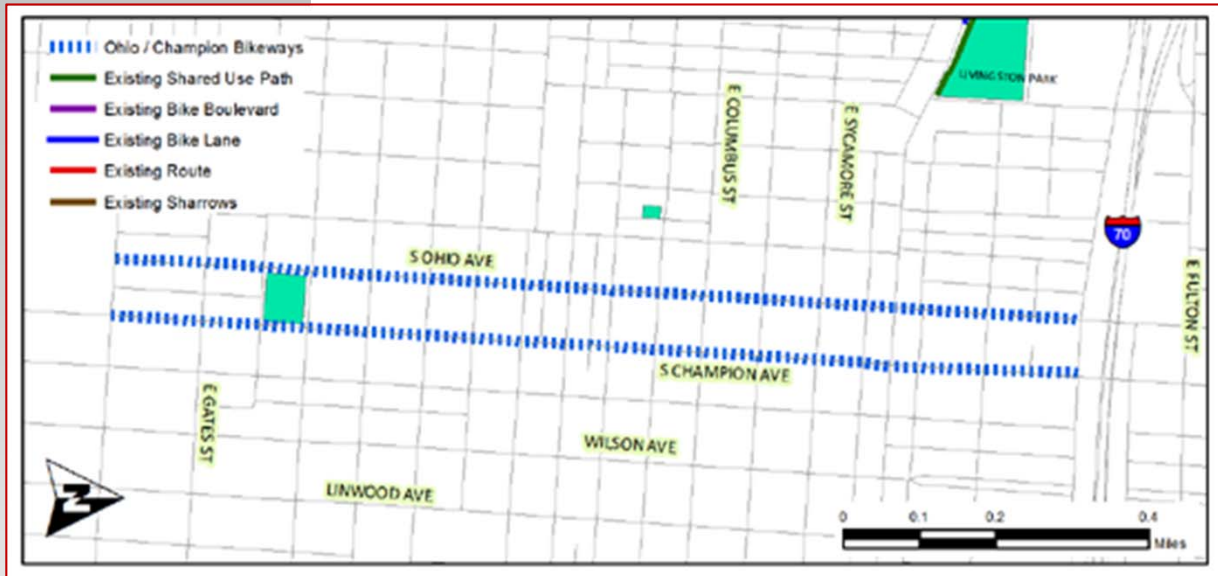 Ohio / Champion Bikeways
Existing Shared Use Path
Existing Bike Boulevard
Existing Bike Lane
Existing Route
Existing Sharrows
LIVINGSTON PARK
E COLUMBUS ST
E SYCAMORE ST
70
E FULTON ST
S OHIO AVE
S CHAMPION AVE
E GATES ST
WILSON AVE
LINWOOD AVE
N
0 0.1 0.2 0.4
Miles